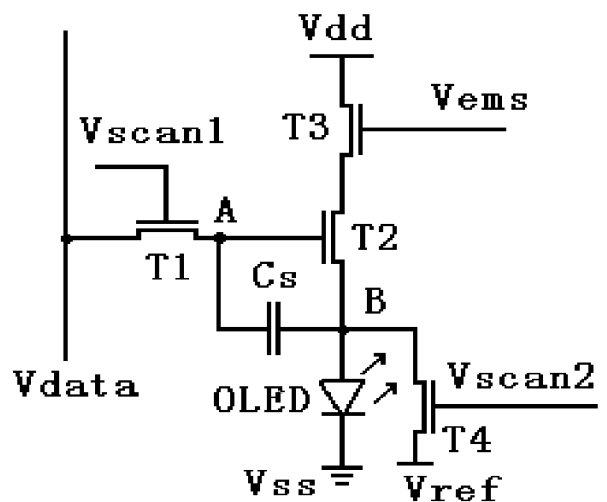 Vdd
Vems
T3
Vscan1
A
T2
T1
Cs
B
Vdata
OLED
Vscan2
T4
Vss
Vref